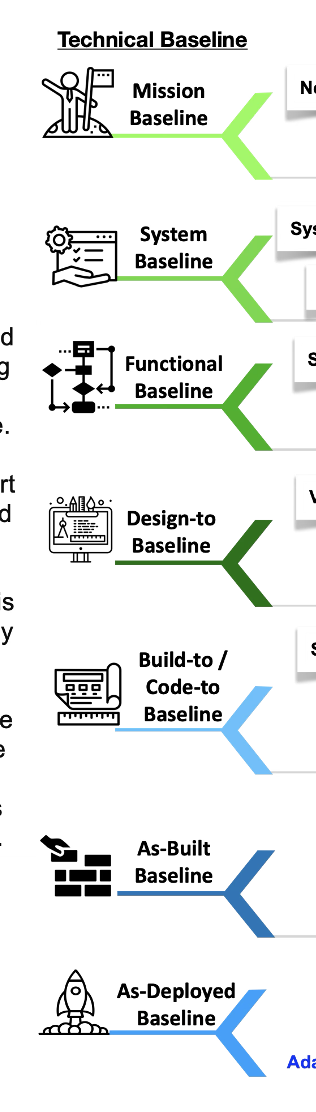 Technical Baseline
Mission
Baseline
System
Baseline
Functional
Baseline
Design-to
Baseline
Build-to /
Code-to
Baseline
As-Built
Baseline
As-Deployed
Baseline